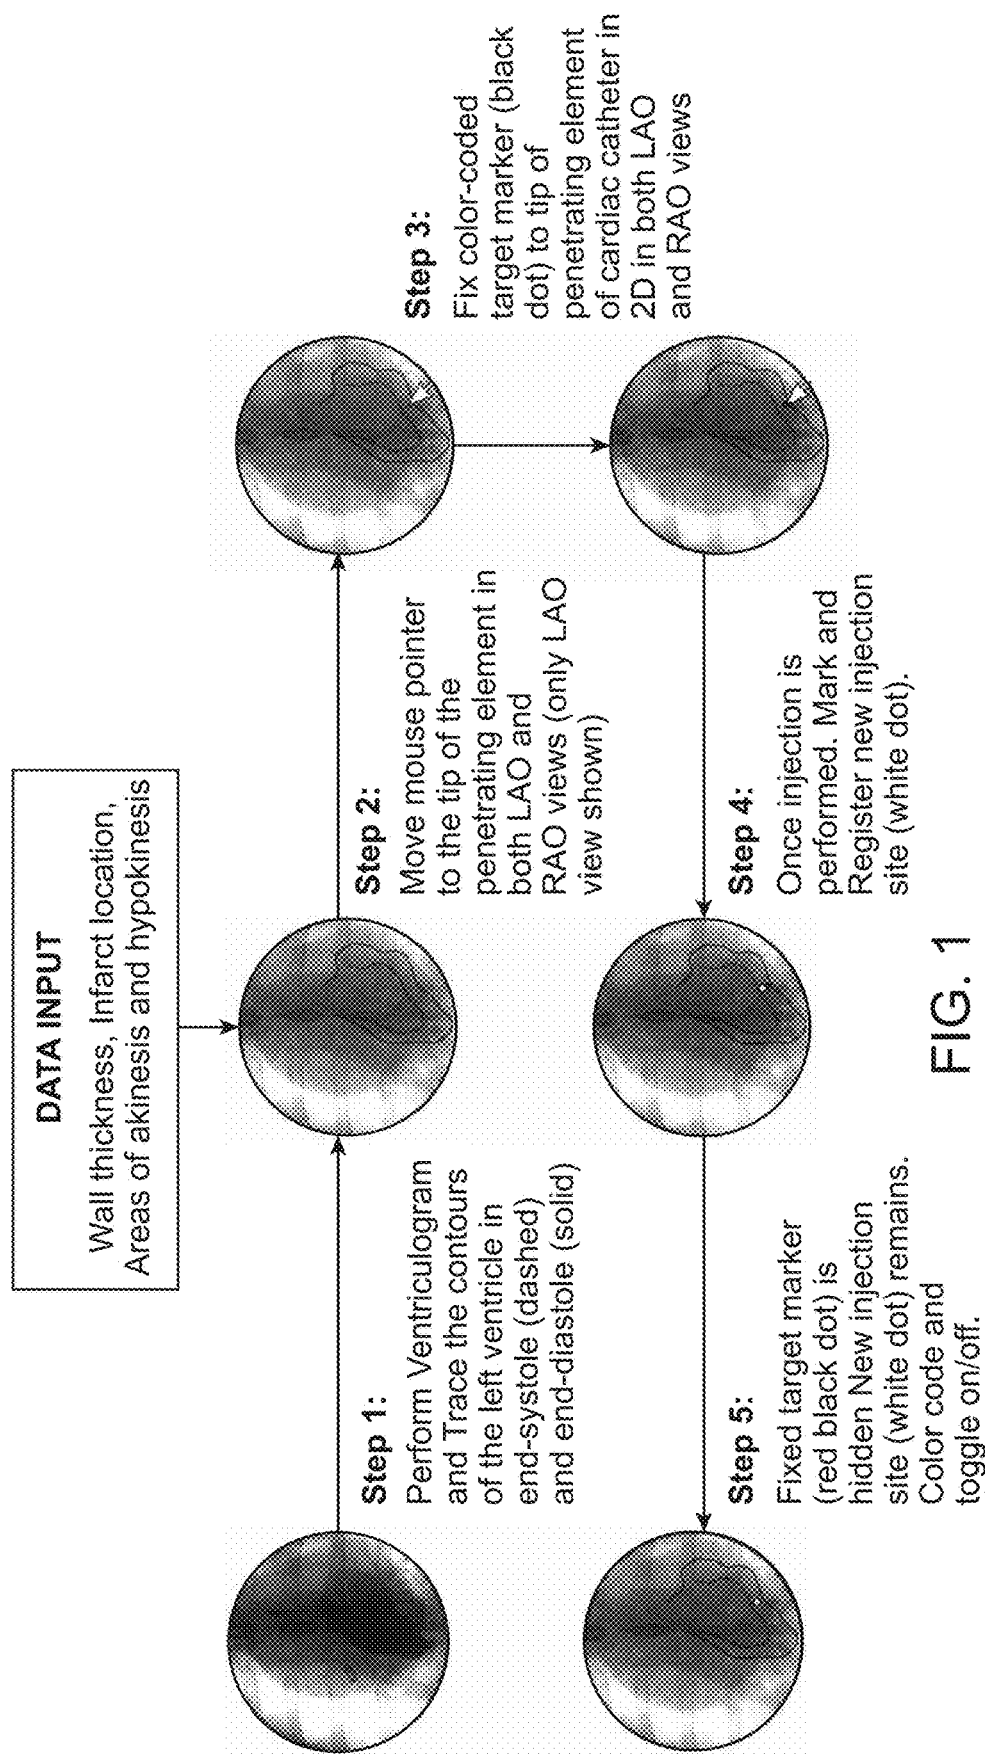 DATA INPUT
Wall thickness, Infarct location,
Areas of akinesis and hypokinesis
Step 1:
Perform Ventriculogram
and Trace the contours
of the left ventricle in
end-systole (dashed)
and end-diastole (solid)
Step 2:
Move mouse pointer
to the tip of the
penetrating element in
both LAO and
RAO views (only LAO
view shown)
Step 3:
Fix color-coded
target marker (black
dot) to tip of
penetrating element
of cardiac catheter in
2D in both LAO
and RAO views
Step 4:
Once injection is
performed. Mark and
Register new injection
site (white dot).
Step 5:
Fixed target marker
(red black dot) is
hidden New injection
site (white dot) remains.
Color code and
toggle on/off.
FIG. 1